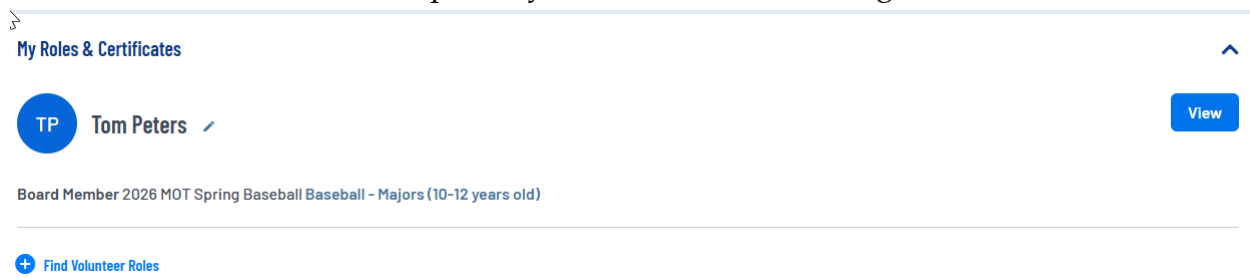 My Roles & Certificates
TP
Tom Peters
View
Board Member 2026 MOT Spring Baseball Baseball - Majors (10-12 years old)
Find Volunteer Roles